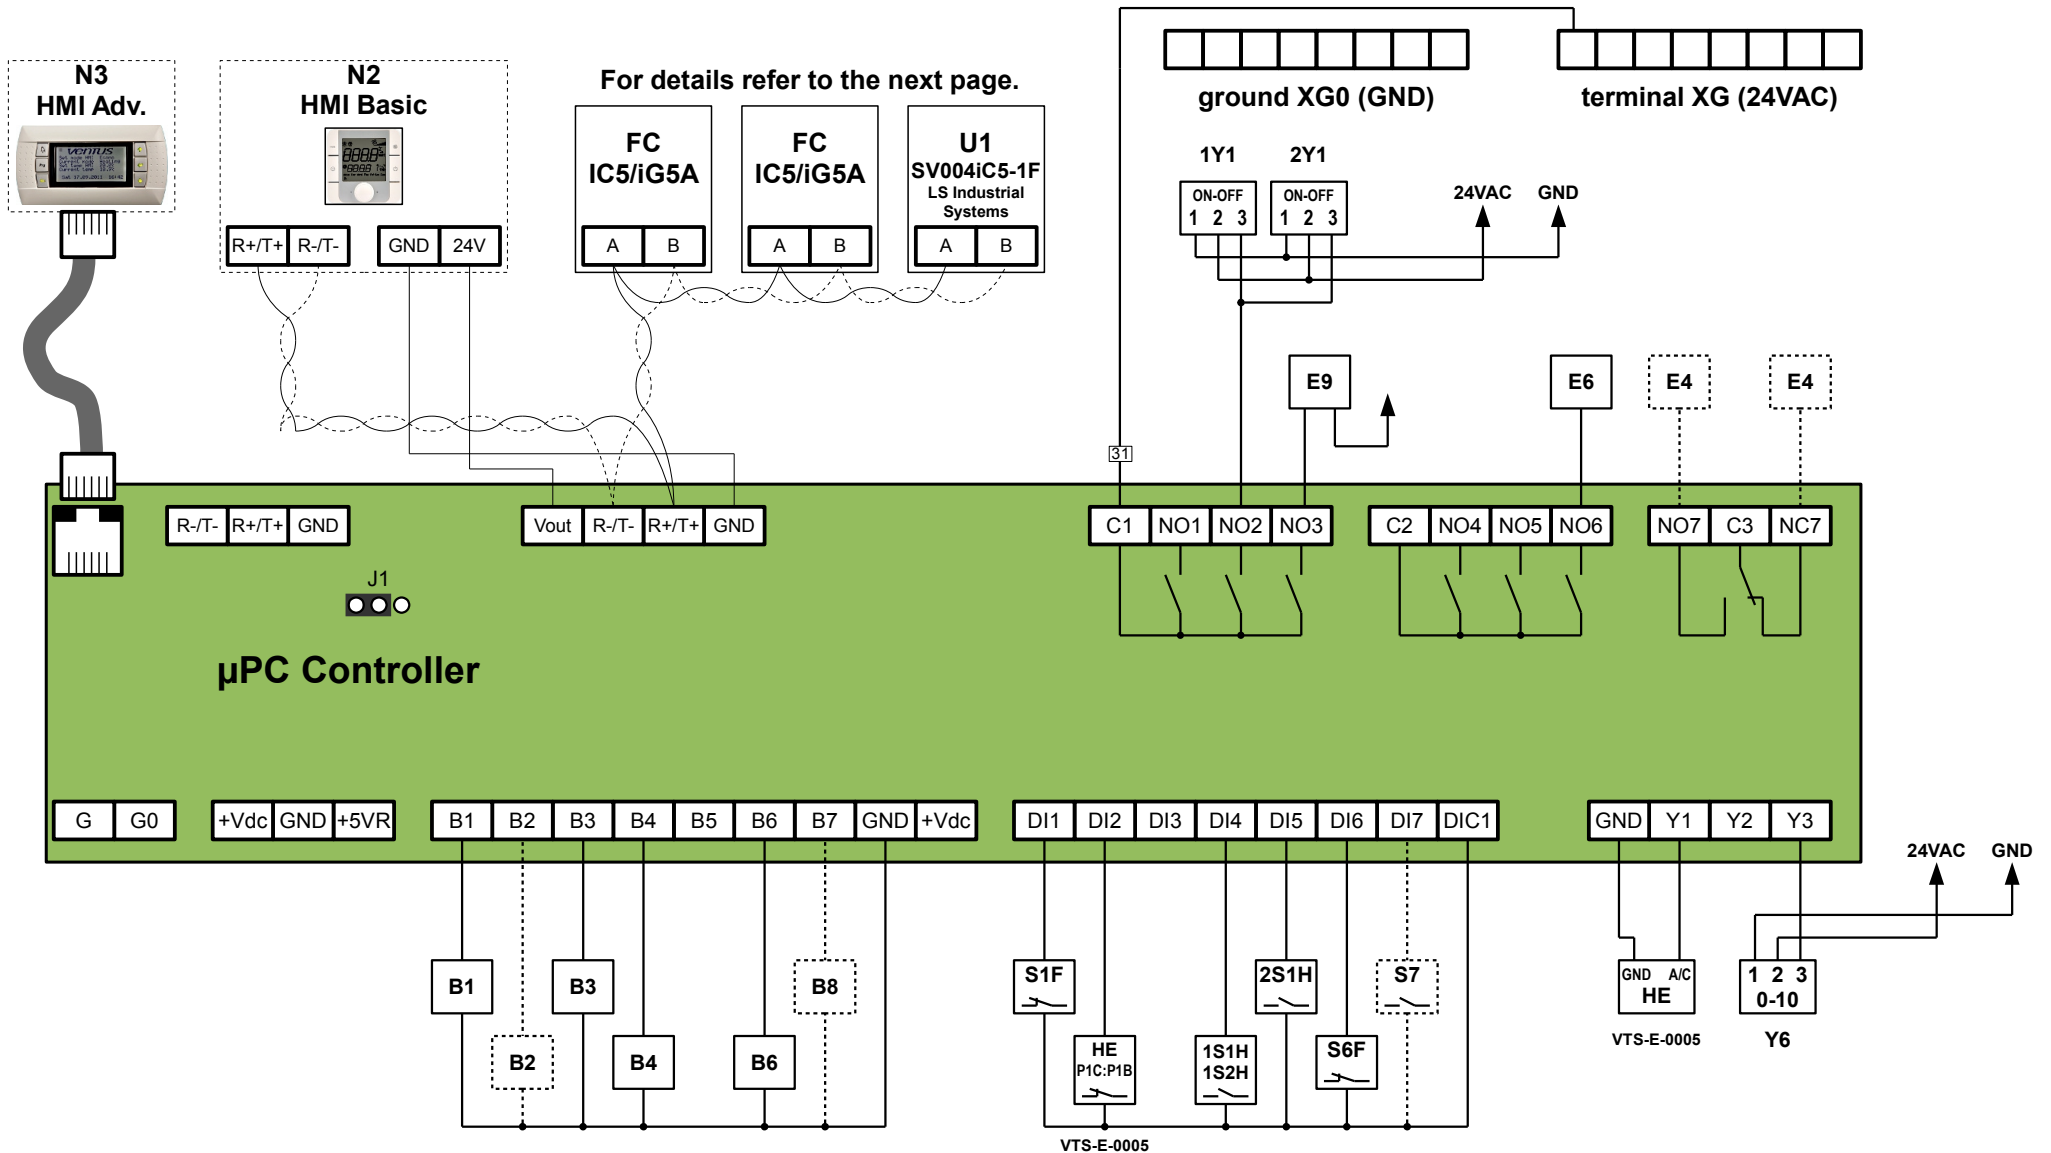 N3
HMI Adv.
VENTUS
N2
HMI Basic
R+/T+ R-/T- GND 24V
For details refer to the next page.
FC
IC5/iG5A
A B
FC
IC5/iG5A
A B
U1
SV004iC5-1F
LS Industrial
Systems
A B
ground XG0 (GND)
terminal XG (24VAC)
1Y1
ON-OFF
1 2 3
2Y1
ON-OFF
1 2 3
24VAC GND
E9
E6
E4
E4
31
R-/T- R+/T+ GND
Vout R-/T- R+/T+ GND
C1 NO1 NO2 NO3
C2 NO4 NO5 NO6
NO7 C3 NC7
J1
µPC Controller
G G0
+Vdc GND +5VR
B1 B2 B3 B4 B5 B6 B7 GND +Vdc
DI1 DI2 DI3 DI4 DI5 DI6 DI7 DIC1
GND Y1 Y2 Y3
24VAC GND
B1
B3
B8
B2
B4
B6
S1F
2S1H
S7
HE
P1C:P1B
1S1H
1S2H
S6F
VTS-E-0005
GND A/C
HE
VTS-E-0005
1 2 3
0-10
Y6